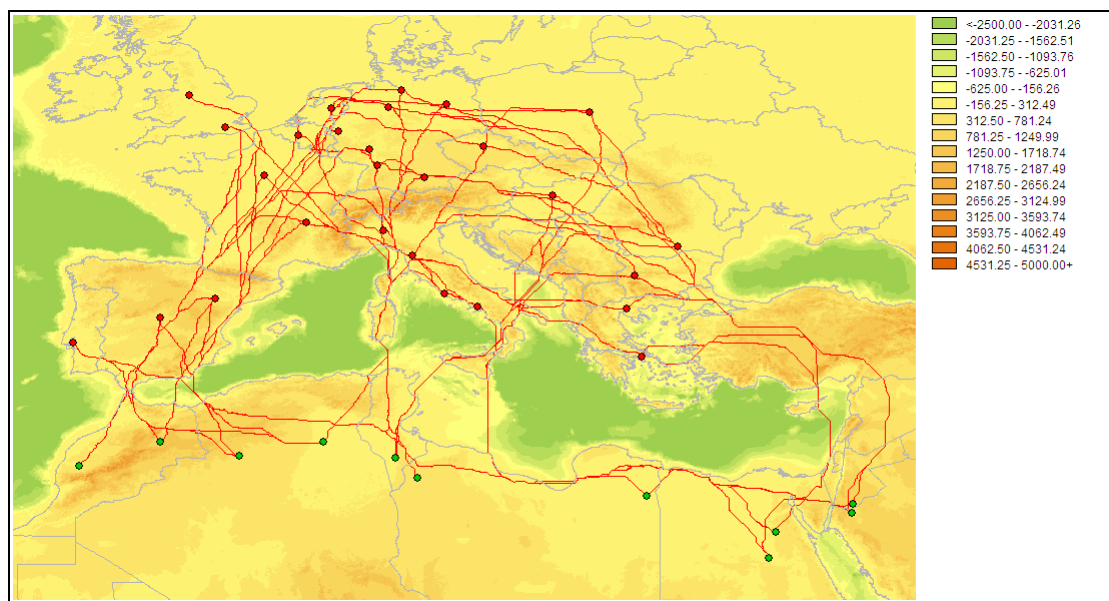 <-2500.00 - -2031.26
-2031.25 - -1562.51
-1562.50 - -1093.76
-1093.75 - -625.01
-625.00 - -156.26
-156.25 - 312.49
312.50 - 781.24
781.25 - 1249.99
1250.00 - 1718.74
1718.75 - 2187.49
2187.50 - 2656.24
2656.25 - 3124.99
3125.00 - 3593.74
3593.75 - 4062.49
4062.50 - 4531.24
4531.25 - 5000.00+